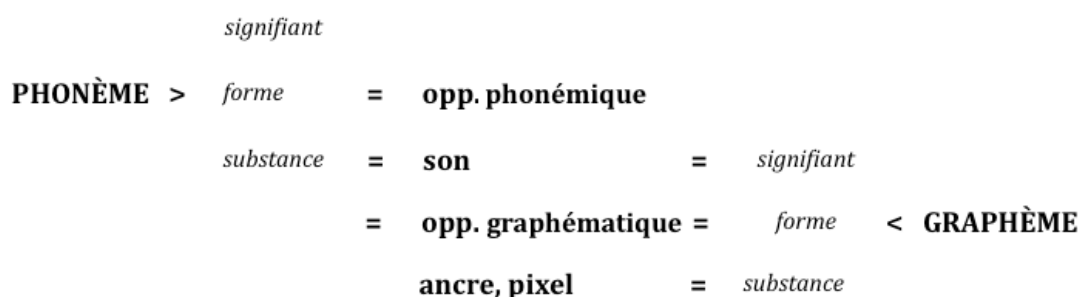 signifiant
PHONÈME > forme = opp. phonémique
substance = son = signifiant
= opp. graphématique = forme < GRAPHÈME
ancre, pixel = substance